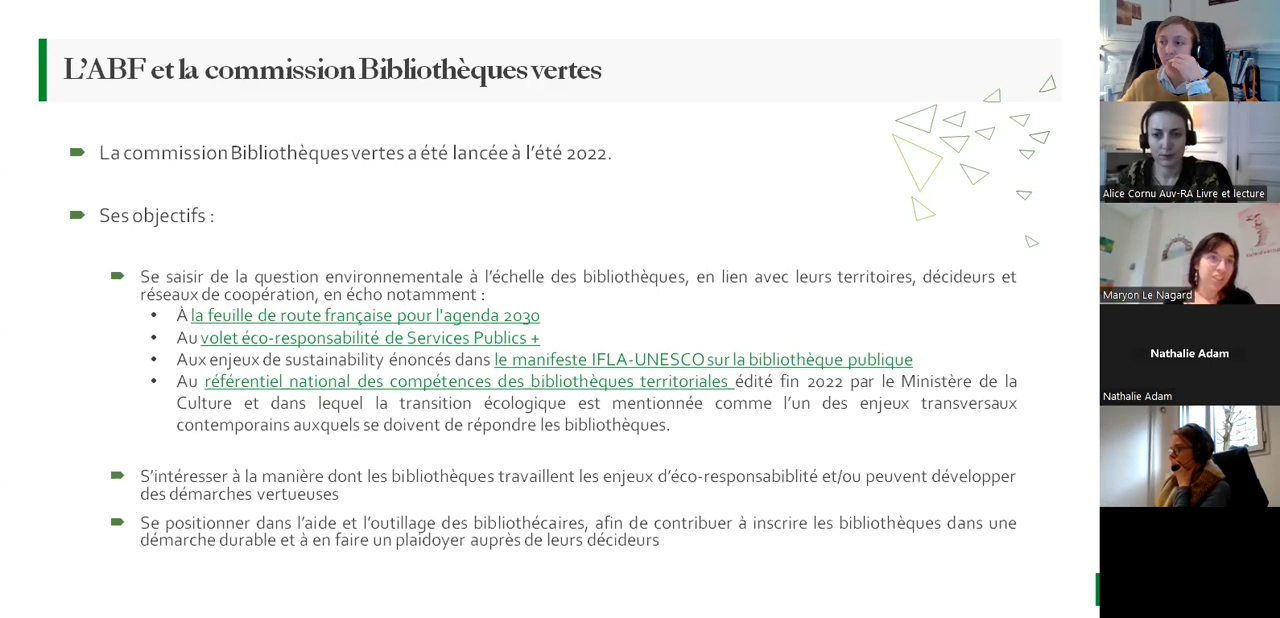 L'ABF et la commission Bibliothèques vertes
La commission Bibliothèques vertes a été lancée à l'été 2022.
Ses objectifs :
Se saisir de la question environnementale à l'échelle des bibliothèques, en lien avec leurs territoires, décideurs et
réseaux de coopération, en écho notamment :
À la feuille de route française pour l'agenda 2030
Au volet éco-responsabilité de Services Publics +
Aux enjeux de sustainability énoncés dans le manifeste IFLA-UNESCO sur la bibliothèque publique
Au référentiel national des compétences des bibliothèques territoriales édité fin 2022 par le Ministère de la
Culture et dans lequel la transition écologique est mentionnée comme l'un des enjeux transversaux
contemporains auxquels se doivent de répondre les bibliothèques.
S'intéresser à la manière dont les bibliothèques travaillent les enjeux d'éco-responsabiblité et/ou peuvent développer
des démarches vertueuses
Se positionner dans l'aide et l'outillage des bibliothécaires, afin de contribuer à inscrire les bibliothèques dans une
démarche durable et à en faire un plaidoyer auprès de leurs décideurs
Alice Cornu Auv-RA Livre et lecture
Maryon Le Nagard
Nathalie Adam
Nathalie Adam